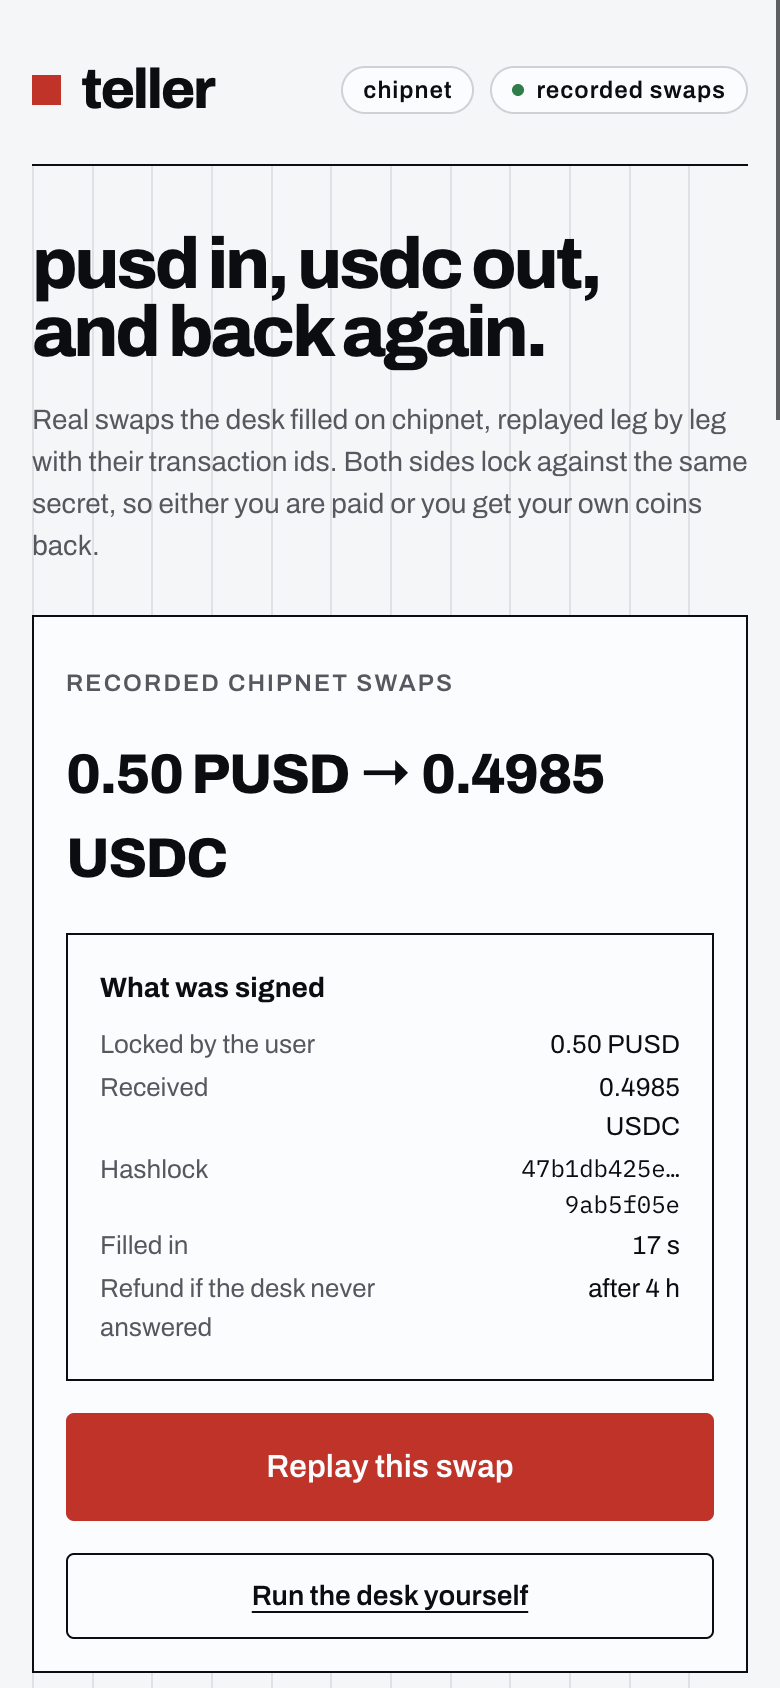 teller
chipnet
recorded swaps
pusd in, usdc out,
and back again.
Real swaps the desk filled on chipnet, replayed leg by leg
with their transaction ids. Both sides lock against the same
secret, so either you are paid or you get your own coins
back.
RECORDED CHIPNET SWAPS
0.50 PUSD → 0.4985
USDC
What was signed
Locked by the user 0.50 PUSD
Received 0.4985
USDC
Hashlock 47b1db425e…
9ab5f05e
Filled in 17 s
Refund if the desk never after 4 h
answered
Replay this swap
Run the desk yourself